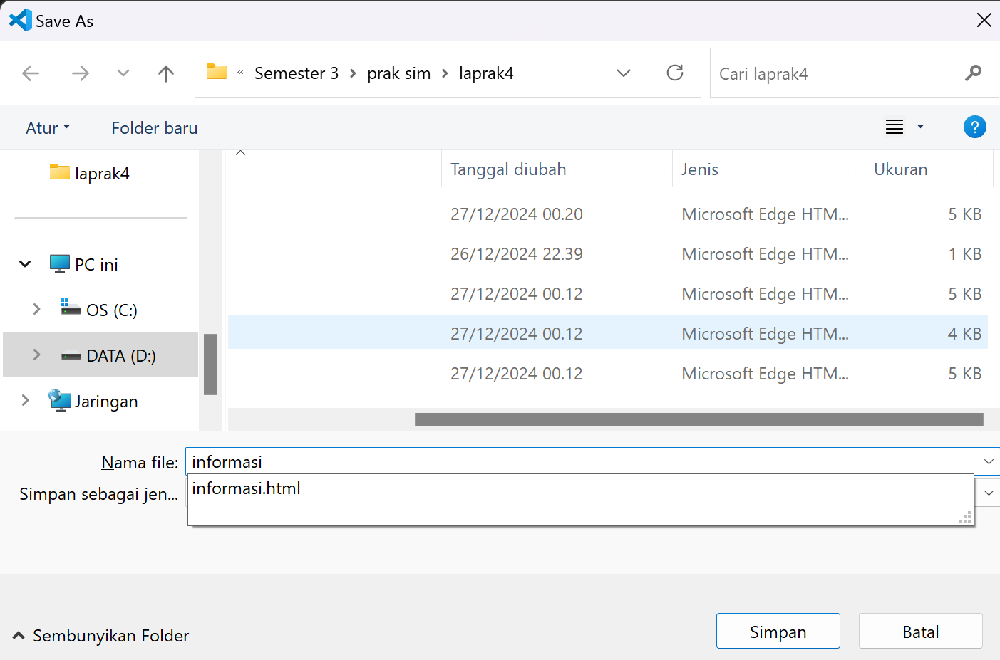 Save As
« Semester 3 > prak sim > laprak4
Cari laprak4
Atur
Folder baru
?
laprak4
PC ini
OS (C:)
DATA (D:)
Jaringan
Tanggal diubah Jenis Ukuran
27/12/2024 00.20 Microsoft Edge HTM... 5 KB
26/12/2024 22.39 Microsoft Edge HTM... 1 KB
27/12/2024 00.12 Microsoft Edge HTM... 5 KB
27/12/2024 00.12 Microsoft Edge HTM... 4 KB
27/12/2024 00.12 Microsoft Edge HTM... 5 KB
Nama file: informasi
informasi.html
Simpan sebagai jen...
Sembunyikan Folder
Simpan
Batal